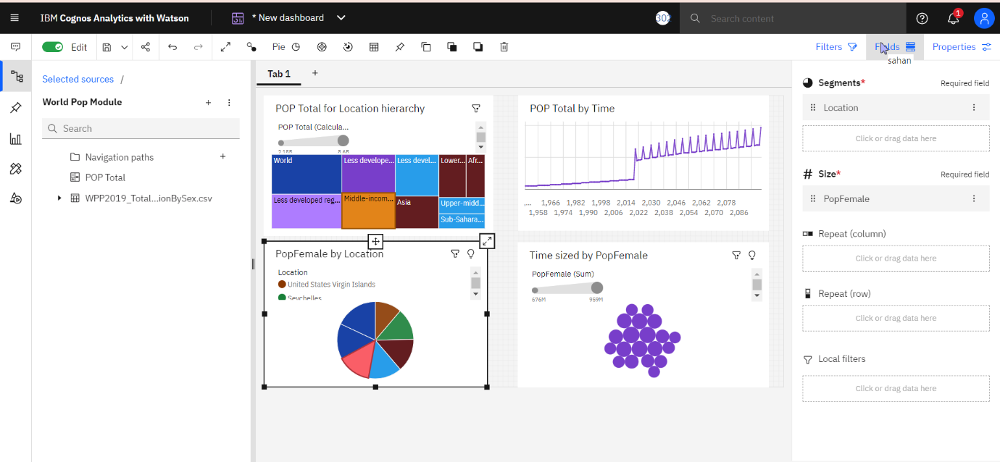 IBM Cognos Analytics with Watson
* New dashboard
302
Search content
1
Edit
Pie
Filters
Fields
Properties
sahan
Selected sources /
World Pop Module
Search
Navigation paths
POP Total
WPP2019_Total...ionBySex.csv
Tab 1
POP Total for Location hierarchy
POP Total (Calcula...
2.15B 8.6B
World
Less develope...
Less devel...
Lower...
Afr...
Less developed reg...
Middle-incom...
Asia
Upper-midd...
Sub-Sahara...
POP Total by Time
,... 1,966 1,982 1,998 2,014 2,030 2,046 2,062 2,078
1,958 1,974 1,990 2,006 2,022 2,038 2,054 2,070 2,086
PopFemale by Location
Location
United States Virgin Islands
Seychelles
Time sized by PopFemale
PopFemale (Sum)
676M 959M
Segments* Required field
Location
Click or drag data here
# Size* Required field
PopFemale
Repeat (column)
Click or drag data here
Repeat (row)
Click or drag data here
Local filters
Click or drag data here